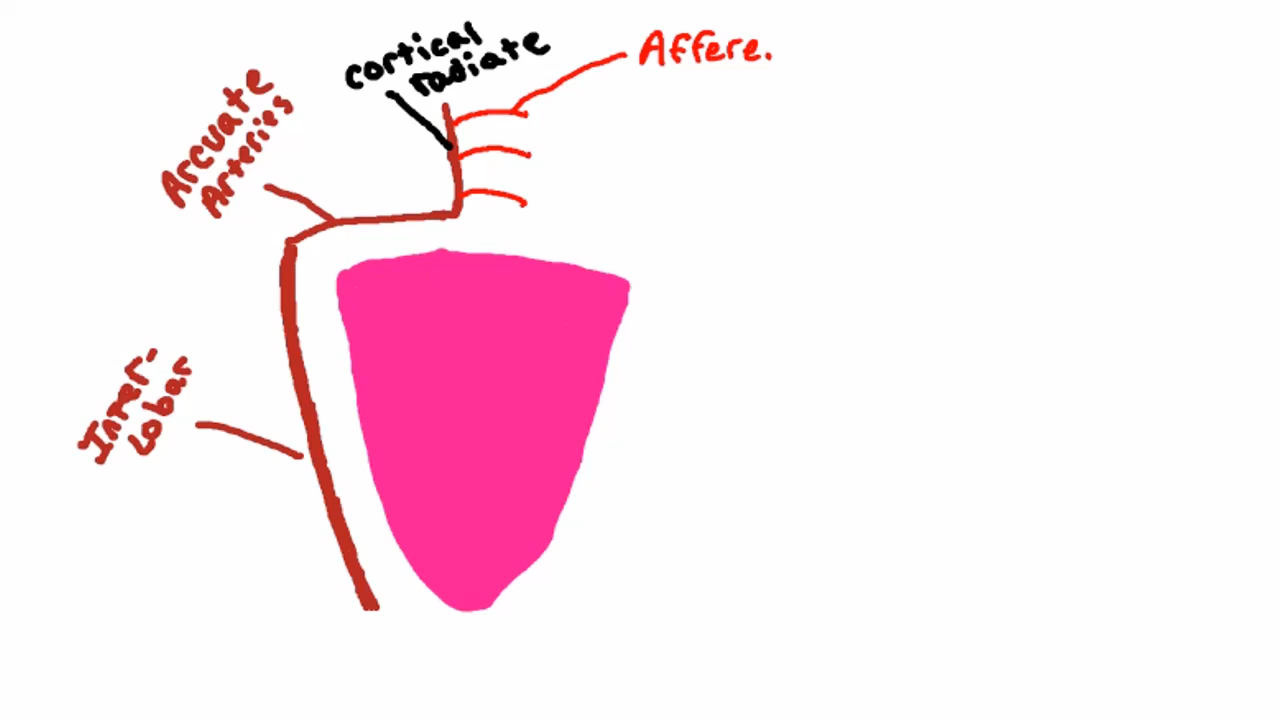 cortical
radiate
Affere.
Arcuate
Arteries
Inter-
Lobar